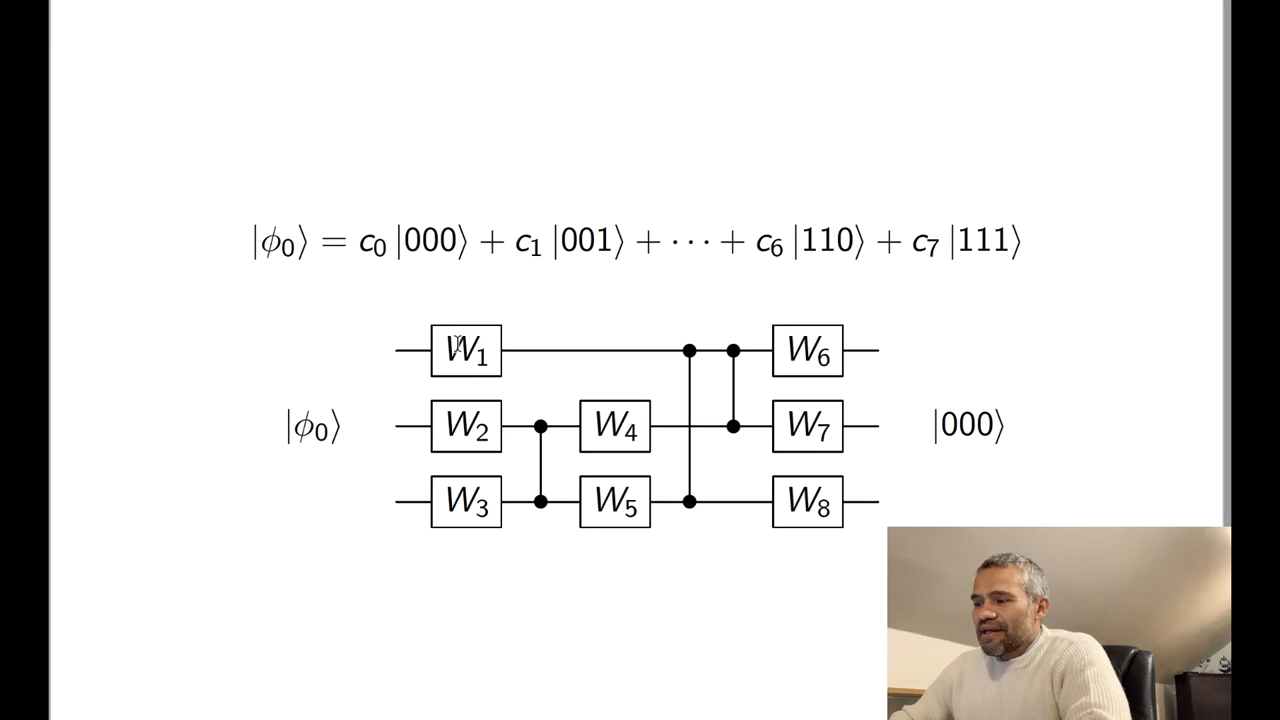 |ϕ₀⟩ = c₀ |000⟩ + c₁ |001⟩ + ⋯ + c₆ |110⟩ + c₇ |111⟩
W₁ W₆
|ϕ₀⟩ W₂ W₄ W₇ |000⟩
W₃ W₅ W₈